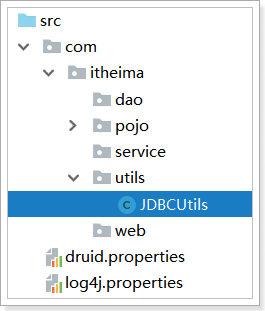 src
com
itheima
dao
pojo
service
utils
JDBCUtils
web
druid.properties
log4j.properties